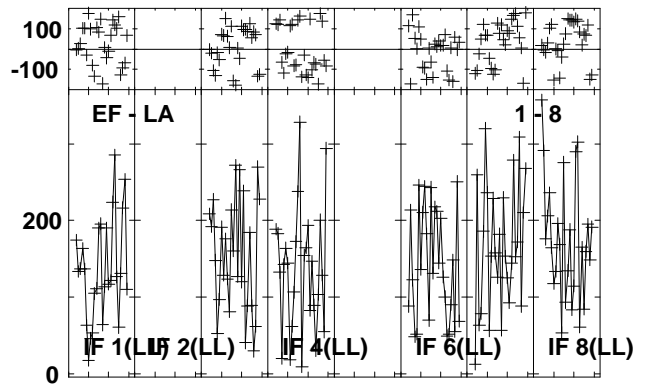 100
-100
EF - LA 1 - 8
200
IF 1(LL) IF 2(LL) IF 4(LL) IF 6(LL) IF 8(LL)
0